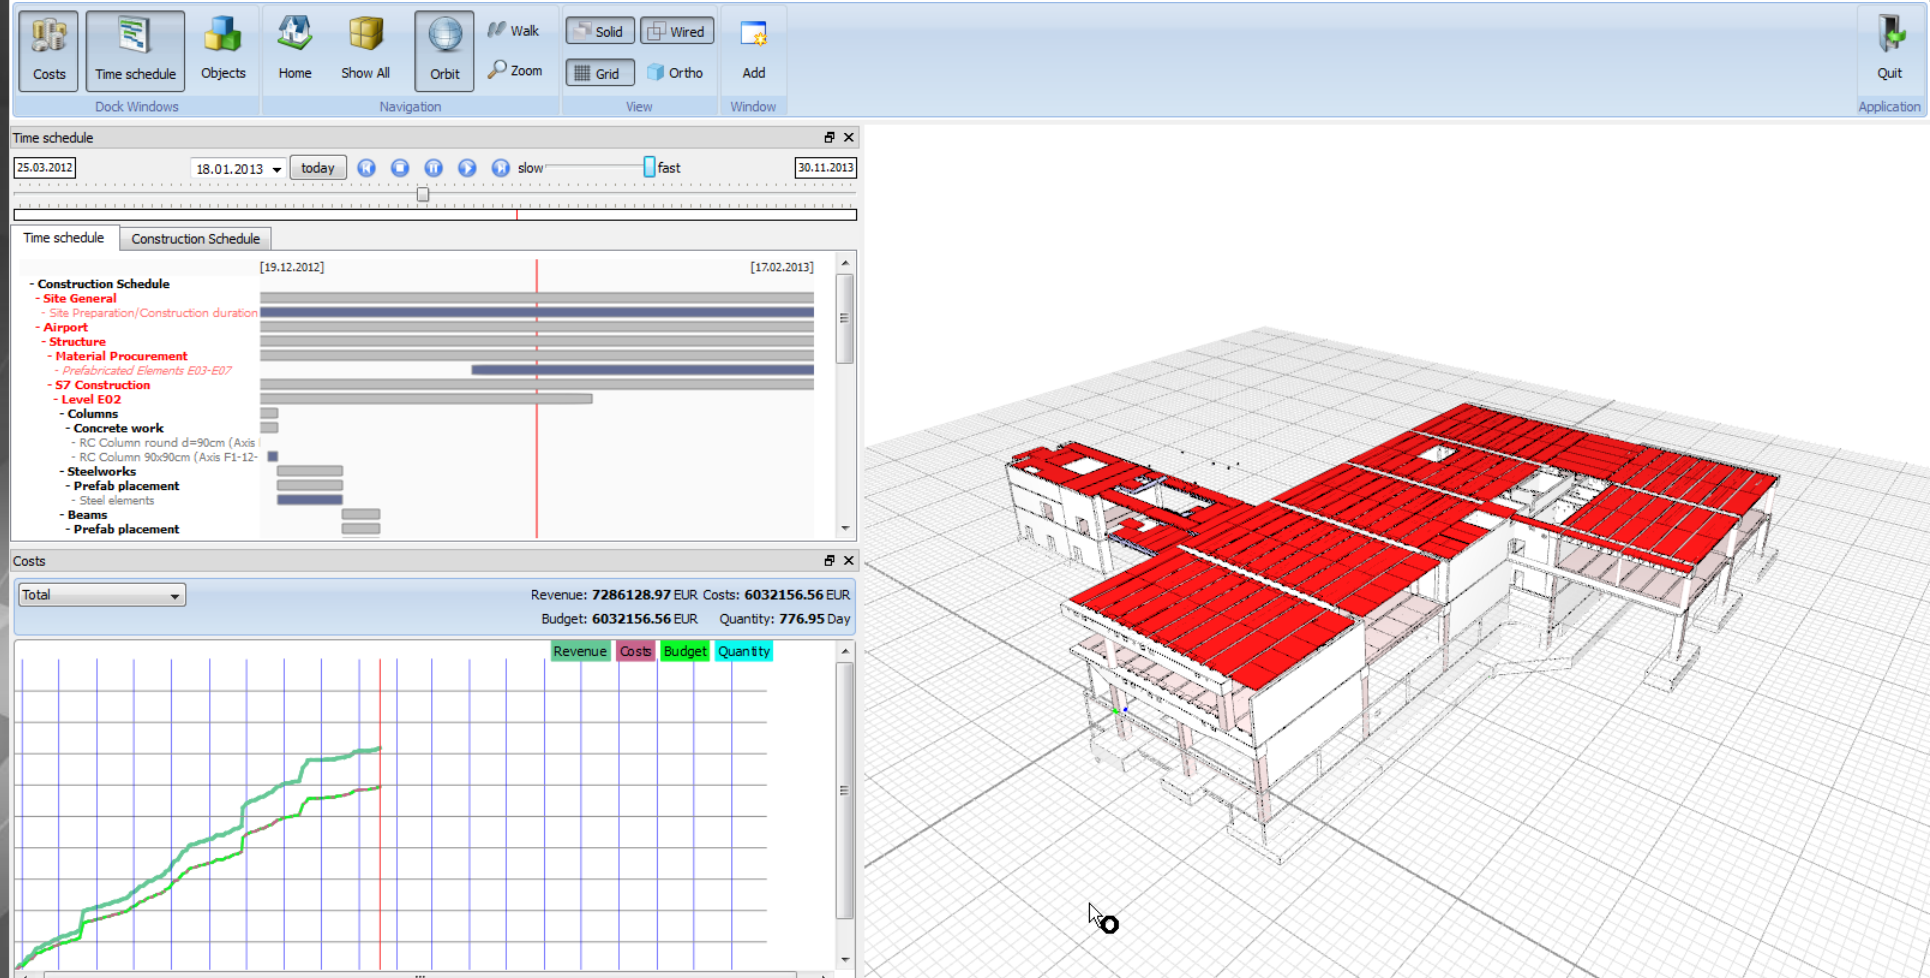 Costs
Time schedule
Objects
Home
Show All
Orbit
Walk
Zoom
Solid
Wired
Grid
Ortho
Add
Quit
Dock Windows
Navigation
View
Window
Application
Time schedule
25.03.2012
18.01.2013
today
slow
fast
30.11.2013
Time schedule
Construction Schedule
[19.12.2012]
[17.02.2013]
- Construction Schedule
- Site General
- Site Preparation/Construction duration
- Airport
- Structure
- Material Procurement
- Prefabricated Elements E03-E07
- S7 Construction
- Level E02
- Columns
- Concrete work
- RC Column round d=90cm (Axis
- RC Column 90x90cm (Axis F1-12-
- Steelworks
- Prefab placement
- Steel elements
- Beams
- Prefab placement
Costs
Total
Revenue: 7286128.97 EUR Costs: 6032156.56 EUR
Budget: 6032156.56 EUR Quantity: 776.95 Day
Revenue
Costs
Budget
Quantity